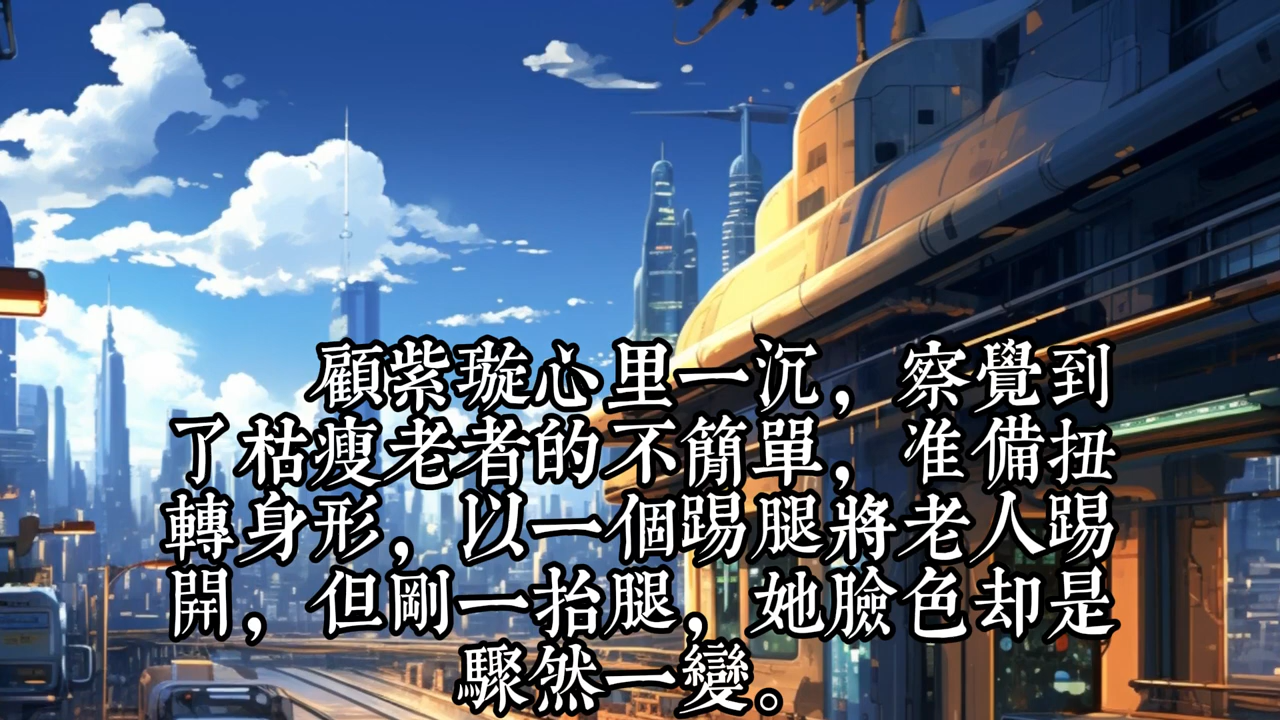 顧紫璇心里一沉，察覺到
了枯瘦老者的不簡單，准備扭
轉身形，以一個踢腿將老人踢
開，但剛一抬腿，她臉色却是
驟然一變。